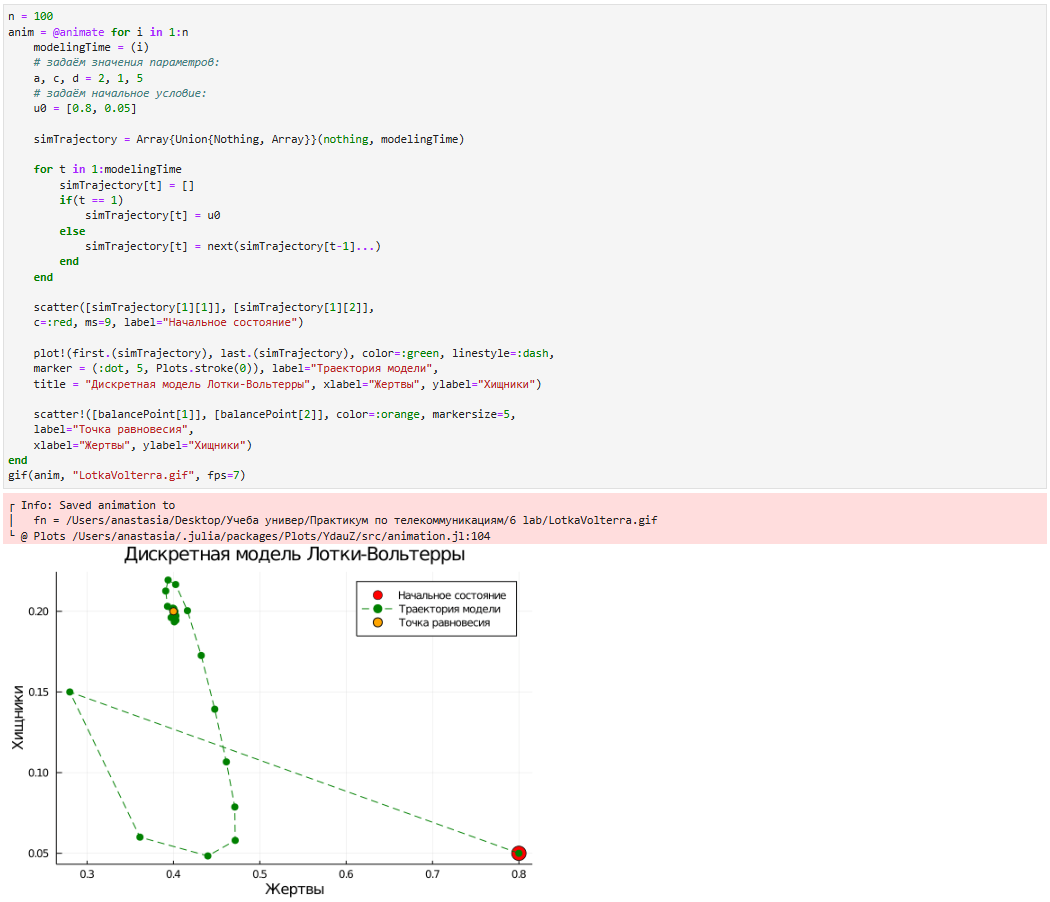 n = 100
anim = @animate for i in 1:n
    modelingTime = (i)
    # задаём значения параметров:
    a, c, d = 2, 1, 5
    # задаём начальное условие:
    u0 = [0.8, 0.05]
    simTrajectory = Array{Union{Nothing, Array}}(nothing, modelingTime)
    for t in 1:modelingTime
        simTrajectory[t] = []
        if(t == 1)
            simTrajectory[t] = u0
        else
            simTrajectory[t] = next(simTrajectory[t-1]...)
        end
    end
    scatter([simTrajectory[1][1]], [simTrajectory[1][2]],
    c=:red, ms=9, label="Начальное состояние")
    plot!(first.(simTrajectory), last.(simTrajectory), color=:green, linestyle=:dash,
    marker = (:dot, 5, Plots.stroke(0)), label="Траектория модели",
    title = "Дискретная модель Лотки-Вольтерры", xlabel="Жертвы", ylabel="Хищники")
    scatter!([balancePoint[1]], [balancePoint[2]], color=:orange, markersize=5,
    label="Точка равновесия",
    xlabel="Жертвы", ylabel="Хищники")
end
gif(anim, "LotkaVolterra.gif", fps=7)
┌ Info: Saved animation to
│   fn = /Users/anastasia/Desktop/Учеба универ/Практикум по телекоммуникациям/6 lab/LotkaVolterra.gif
└ @ Plots /Users/anastasia/.julia/packages/Plots/YdauZ/src/animation.jl:104
Дискретная модель Лотки-Вольтерры
Начальное состояние
Траектория модели
Точка равновесия
0.20
0.15
0.10
0.05
Хищники
0.3 0.4 0.5 0.6 0.7 0.8
Жертвы